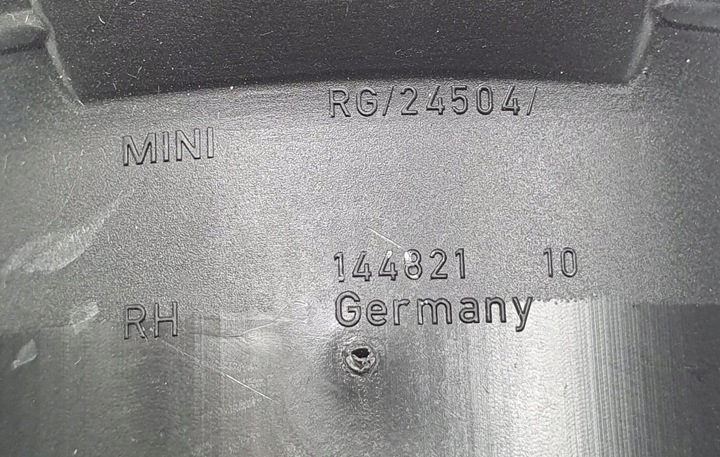 RG/24504/
MINI
144821 10
RH
Germany